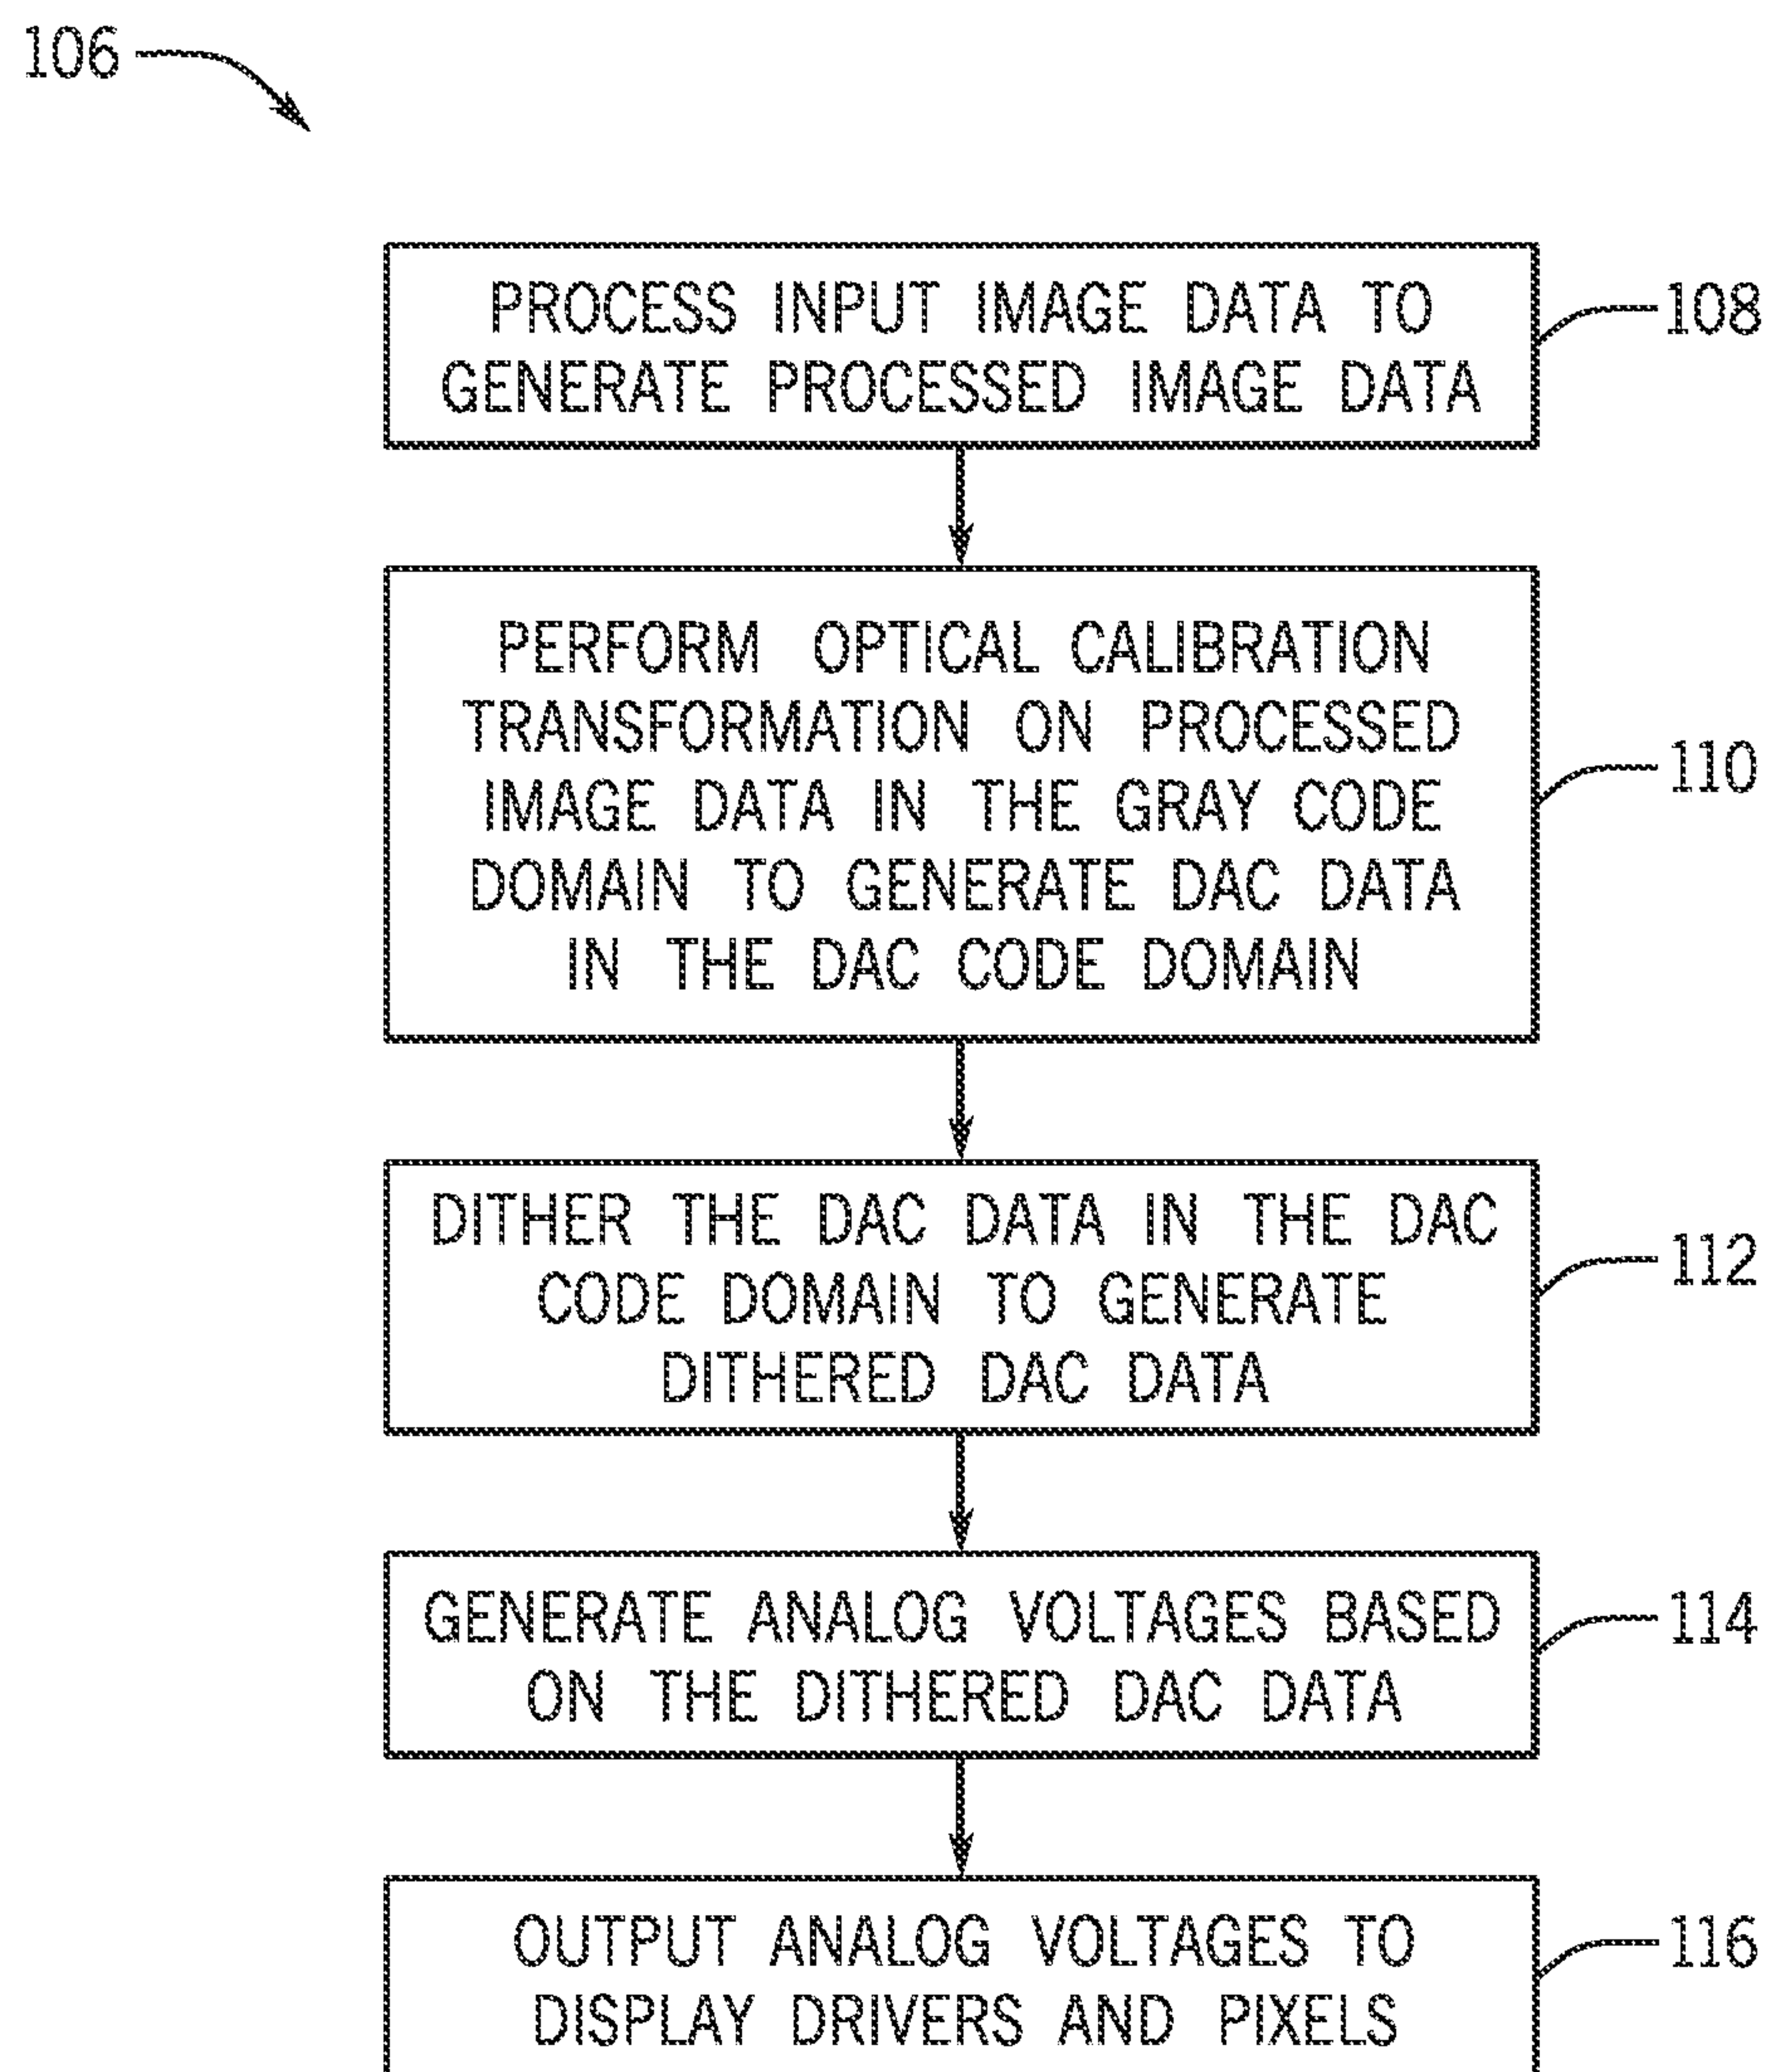 106
PROCESS INPUT IMAGE DATA TO
GENERATE PROCESSED IMAGE DATA
108
PERFORM OPTICAL CALIBRATION
TRANSFORMATION ON PROCESSED
IMAGE DATA IN THE GRAY CODE
DOMAIN TO GENERATE DAC DATA
IN THE DAC CODE DOMAIN
110
DITHER THE DAC DATA IN THE DAC
CODE DOMAIN TO GENERATE
DITHERED DAC DATA
112
GENERATE ANALOG VOLTAGES BASED
ON THE DITHERED DAC DATA
114
OUTPUT ANALOG VOLTAGES TO
DISPLAY DRIVERS AND PIXELS
116